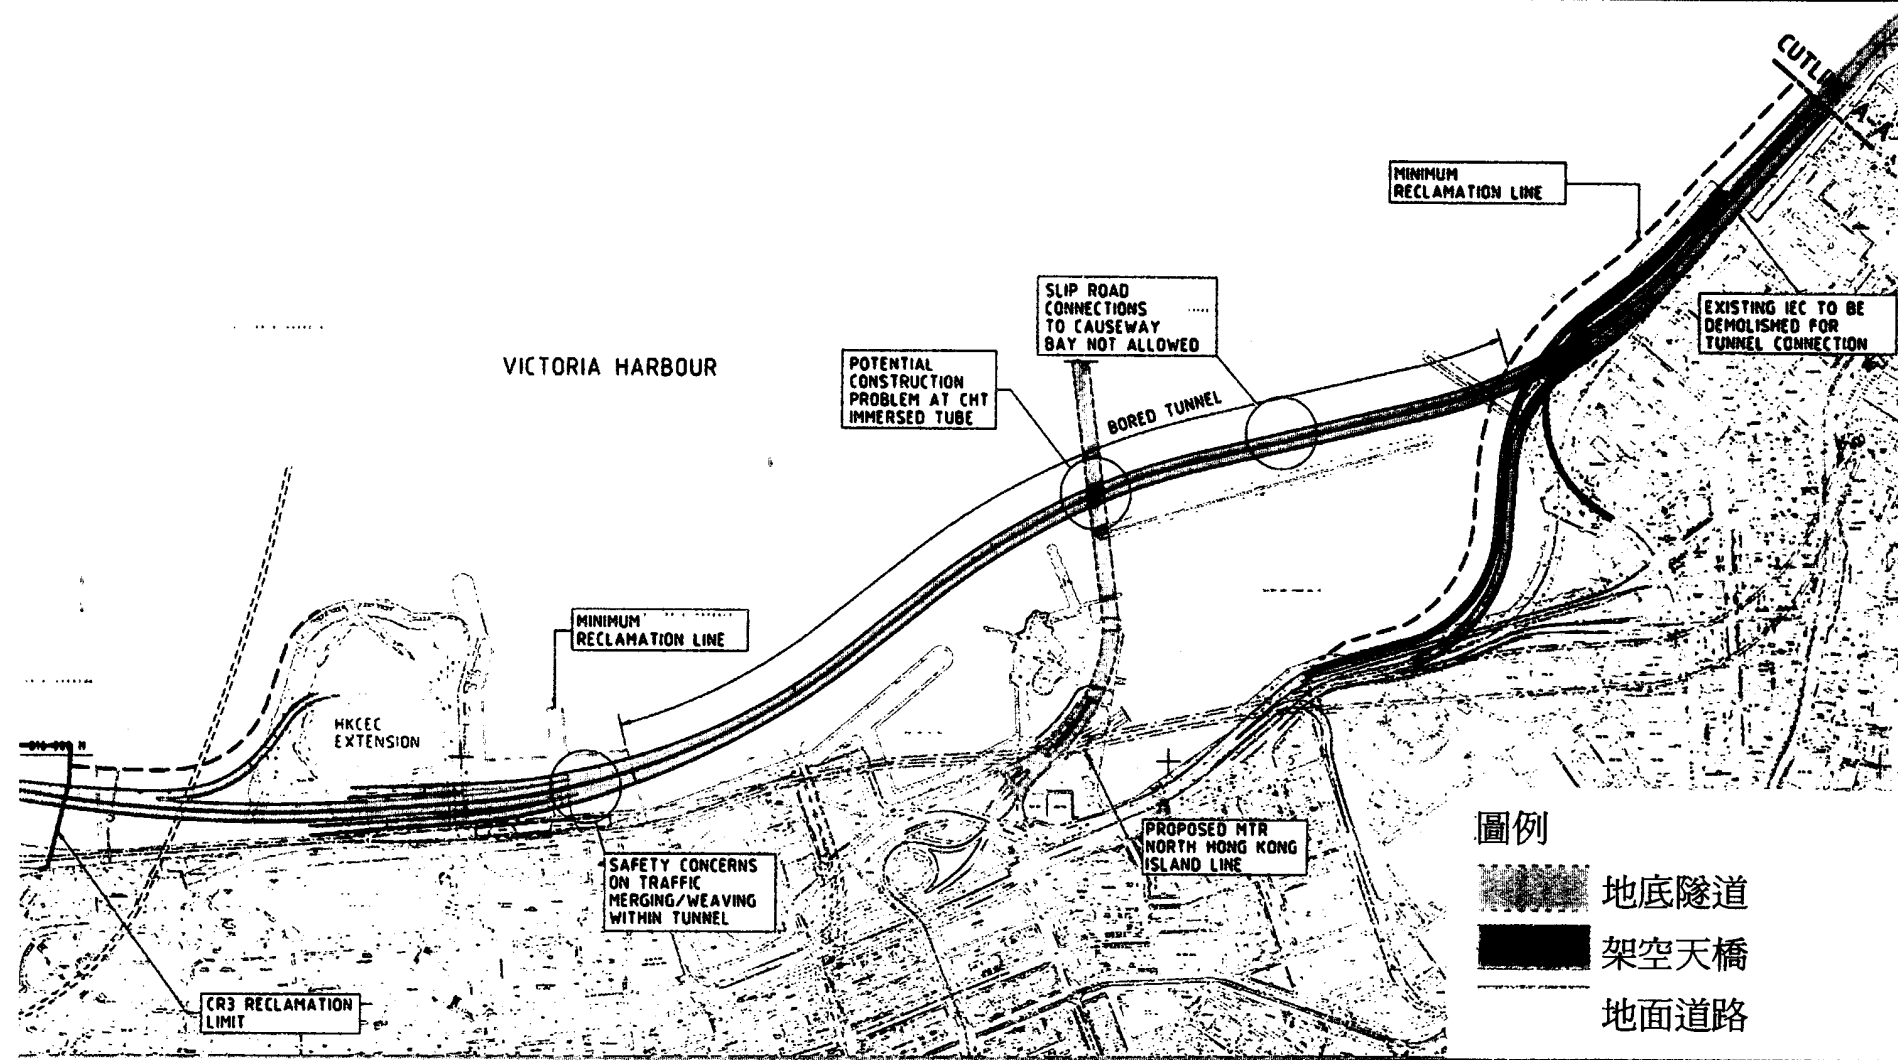 CUTLINE A-A
MINIMUM
RECLAMATION LINE
SLIP ROAD
CONNECTIONS
TO CAUSEWAY
BAY NOT ALLOWED
EXISTING IEC TO BE
DEMOLISHED FOR
TUNNEL CONNECTION
VICTORIA HARBOUR
POTENTIAL
CONSTRUCTION
PROBLEM AT CHT
IMMERSED TUBE
BORED TUNNEL
MINIMUM
RECLAMATION LINE
HKCEC
EXTENSION
PROPOSED MTR
NORTH HONG KONG
ISLAND LINE
SAFETY CONCERNS
ON TRAFFIC
MERGING/WEAVING
WITHIN TUNNEL
CR3 RECLAMATION
LIMIT
圖例
地底隧道
架空天橋
地面道路